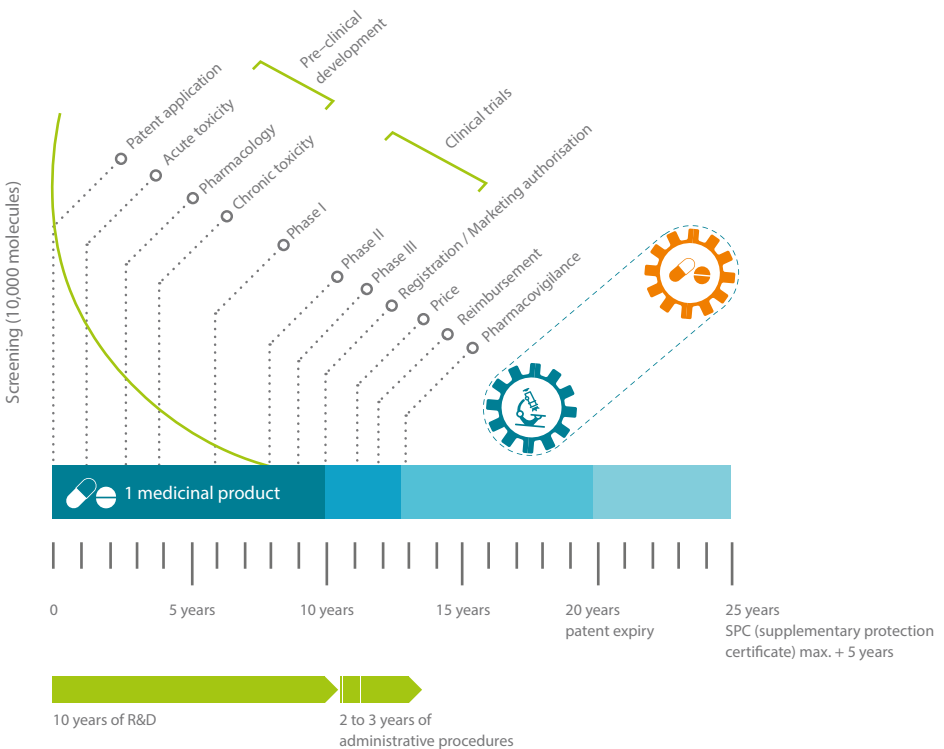 Screening (10,000 molecules)
Patent application
Acute toxicity
Pharmacology
Chronic toxicity
Pre–clinical
development
Phase I
Phase II
Phase III
Clinical trials
Registration / Marketing authorisation
Price
Reimbursement
Pharmacovigilance
1 medicinal product
0
5 years
10 years
15 years
20 years
patent expiry
25 years
SPC (supplementary protection
certificate) max. + 5 years
10 years of R&D
2 to 3 years of
administrative procedures